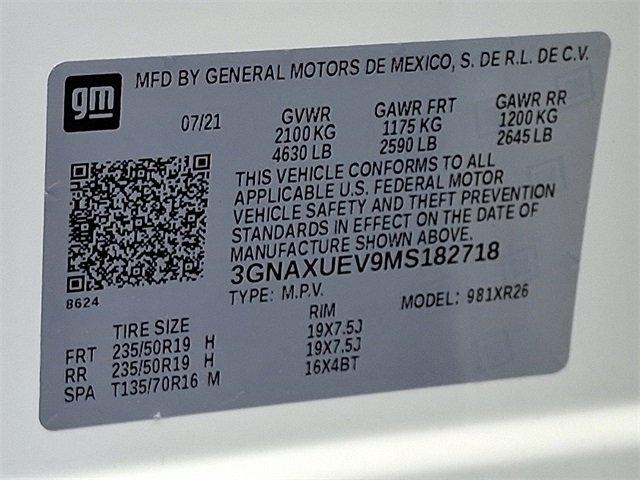 gm
MFD BY GENERAL MOTORS DE MEXICO, S. DE R.L. DE C.V.
07/21 GVWR GAWR FRT GAWR RR
2100 KG 1175 KG 1200 KG
4630 LB 2590 LB 2645 LB
THIS VEHICLE CONFORMS TO ALL
APPLICABLE U.S. FEDERAL MOTOR
VEHICLE SAFETY AND THEFT PREVENTION
STANDARDS IN EFFECT ON THE DATE OF
MANUFACTURE SHOWN ABOVE.
3GNAXUEV9MS182718
8624
TYPE: M.P.V. MODEL: 981XR26
TIRE SIZE RIM
FRT 235/50R19 H 19X7.5J
RR 235/50R19 H 19X7.5J
SPA T135/70R16 M 16X4BT